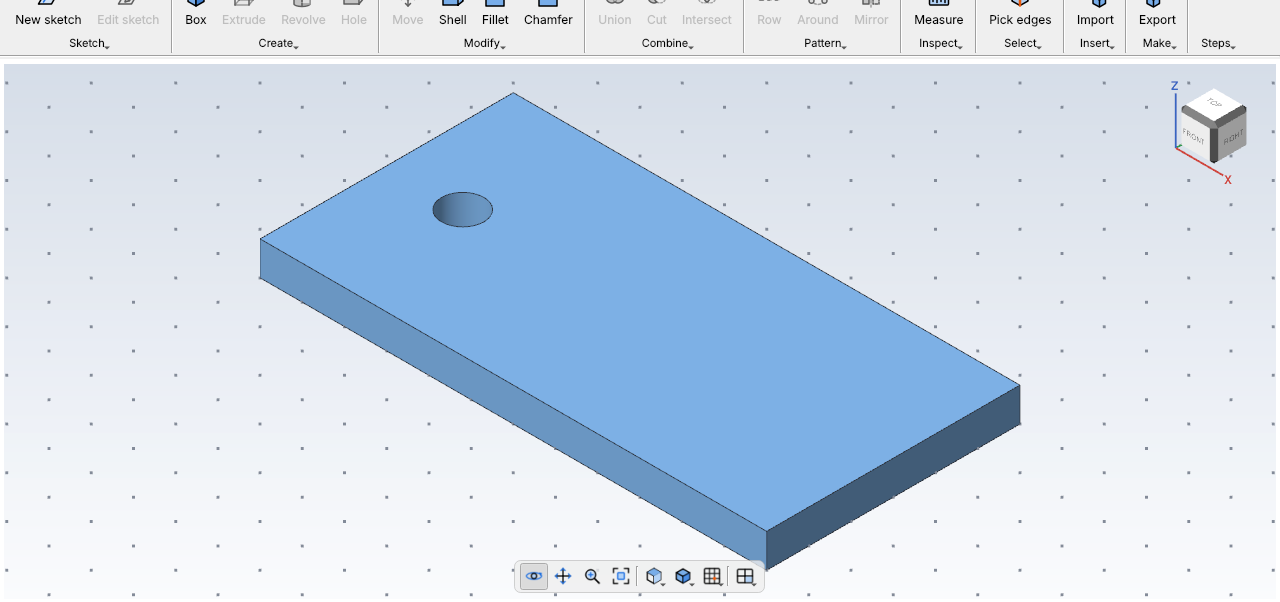 New sketch Edit sketch Box Extrude Revolve Hole Move Shell Fillet Chamfer Union Cut Intersect Row Around Mirror Measure Pick edges Import Export
Sketch Create Modify Combine Pattern Inspect Select Insert Make Steps
Z
TOP
FRONT RIGHT
X